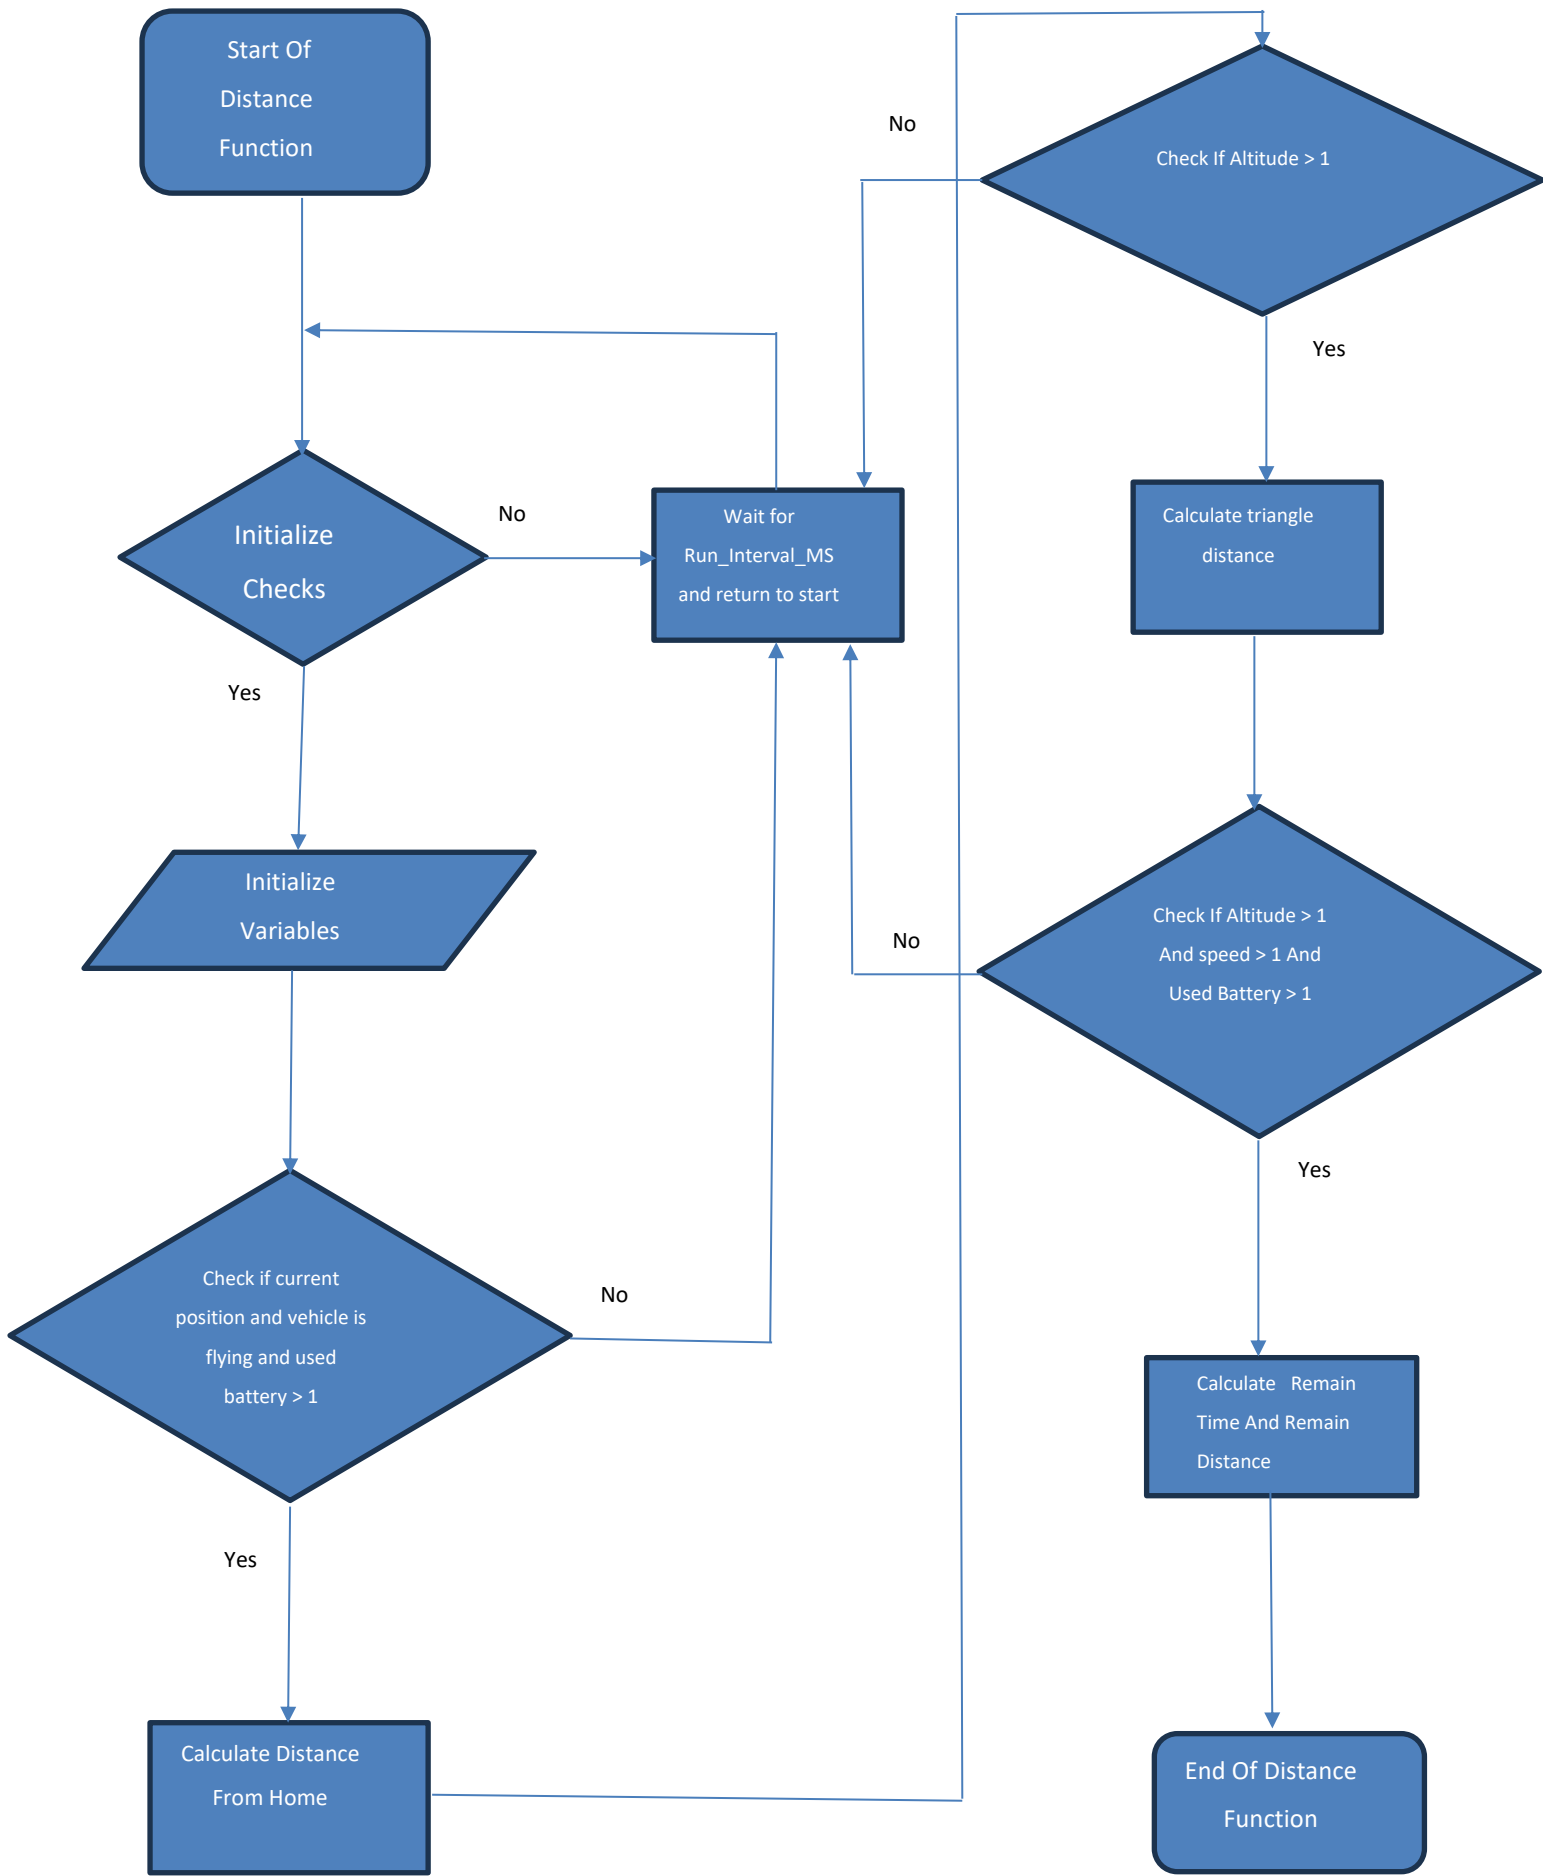 Start Of
Distance
Function
Initialize
Checks
No
Wait for
Run_Interval_MS
and return to start
Yes
Initialize
Variables
Check if current
position and vehicle is
flying and used
battery > 1
No
Yes
Calculate Distance
From Home
Check If Altitude > 1
No
Yes
Calculate triangle
distance
Check If Altitude > 1
And speed > 1 And
Used Battery > 1
No
Yes
Calculate Remain
Time And Remain
Distance
End Of Distance
Function